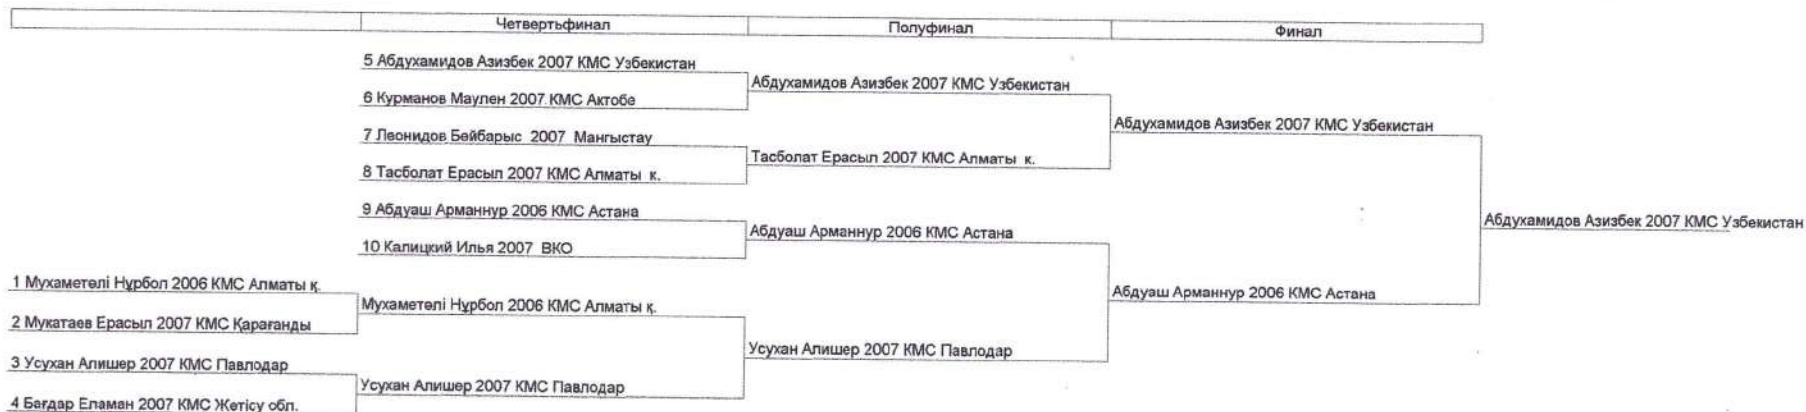 Четвертьфинал
Полуфинал
Финал
5 Абдухамидов Азизбек 2007 КМС Узбекистан
Абдухамидов Азизбек 2007 КМС Узбекистан
6 Курманов Маулен 2007 КМС Актобе
Абдухамидов Азизбек 2007 КМС Узбекистан
7 Леонидов Бейбарыс 2007 Мангыстау
Тасболат Ерасыл 2007 КМС Алматы к.
8 Тасболат Ерасыл 2007 КМС Алматы к.
9 Абдуаш Арманнур 2006 КМС Астана
Абдухамидов Азизбек 2007 КМС Узбекистан
Абдуаш Арманнур 2006 КМС Астана
10 Калицкий Илья 2007 ВКО
1 Мухаметәлі Нұрбол 2006 КМС Алматы қ.
Абдуаш Арманнур 2006 КМС Астана
Мухаметәлі Нұрбол 2006 КМС Алматы қ.
2 Мукатаев Ерасыл 2007 КМС Қарағанды
Усухан Алишер 2007 КМС Павлодар
3 Усухан Алишер 2007 КМС Павлодар
Усухан Алишер 2007 КМС Павлодар
4 Бағдар Еламан 2007 КМС Жетісу обл.